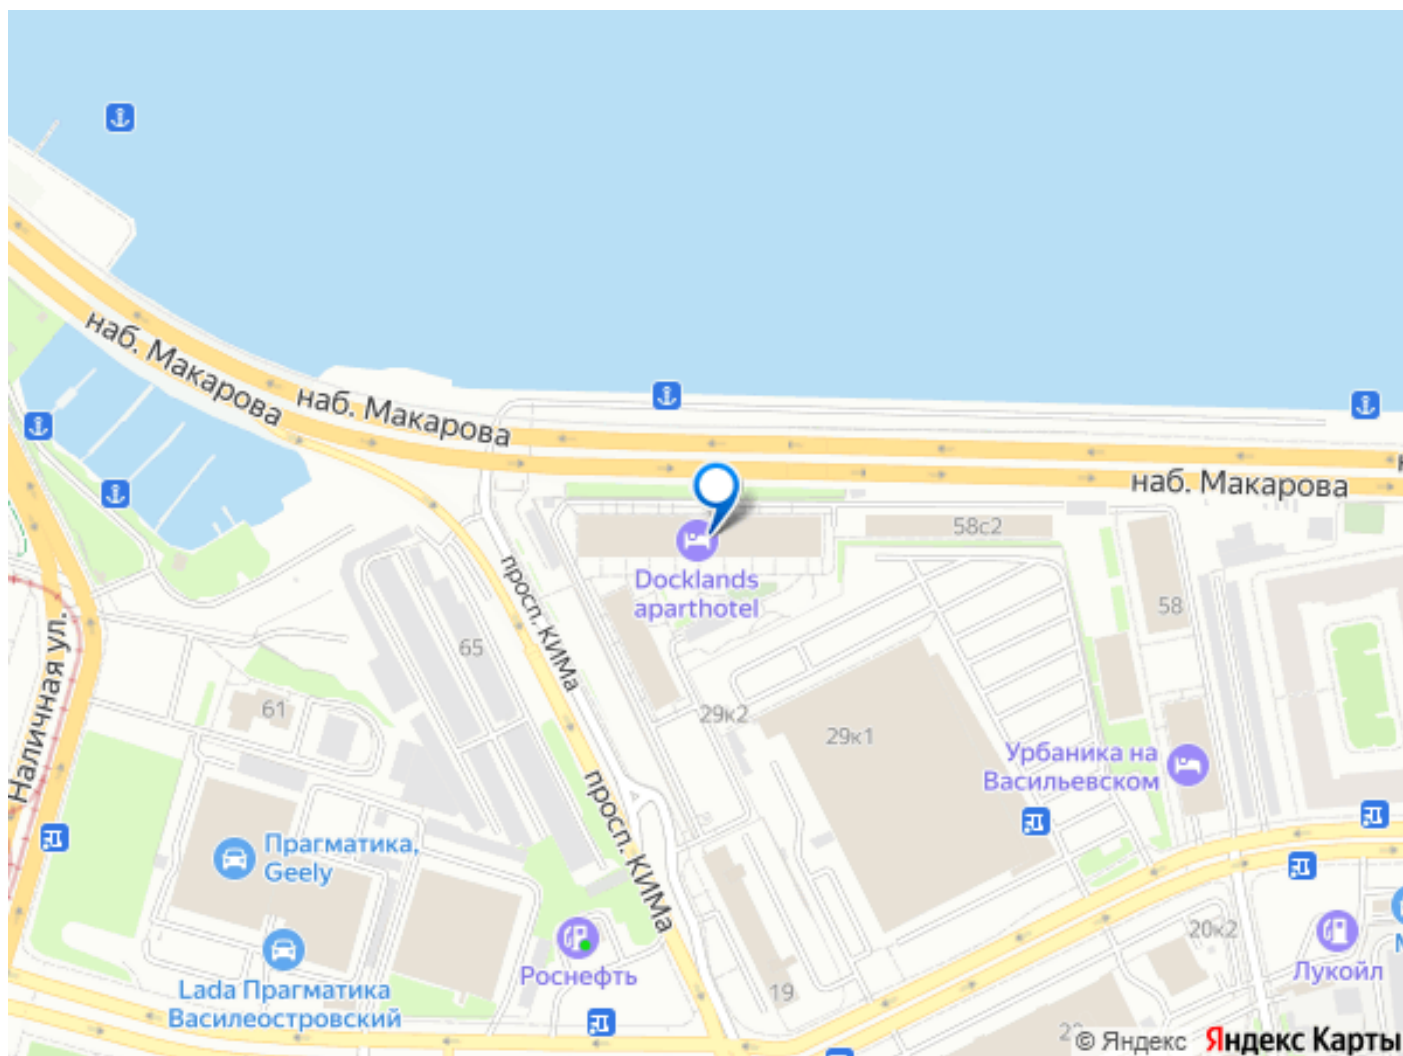 наб. Макарова
наб. Макарова
наб. Макарова
58с2
Docklands
aparthotel
просп. КИМа
58
65
Наличная ул.
61
29к2
29к1
Урбаника на
Васильевском
просп. КИМа
Прагматика,
Geely
Роснефть
20к2
Лукойл
Lada Прагматика
Василеостровский
19
© Яндекс
Яндекс Карты